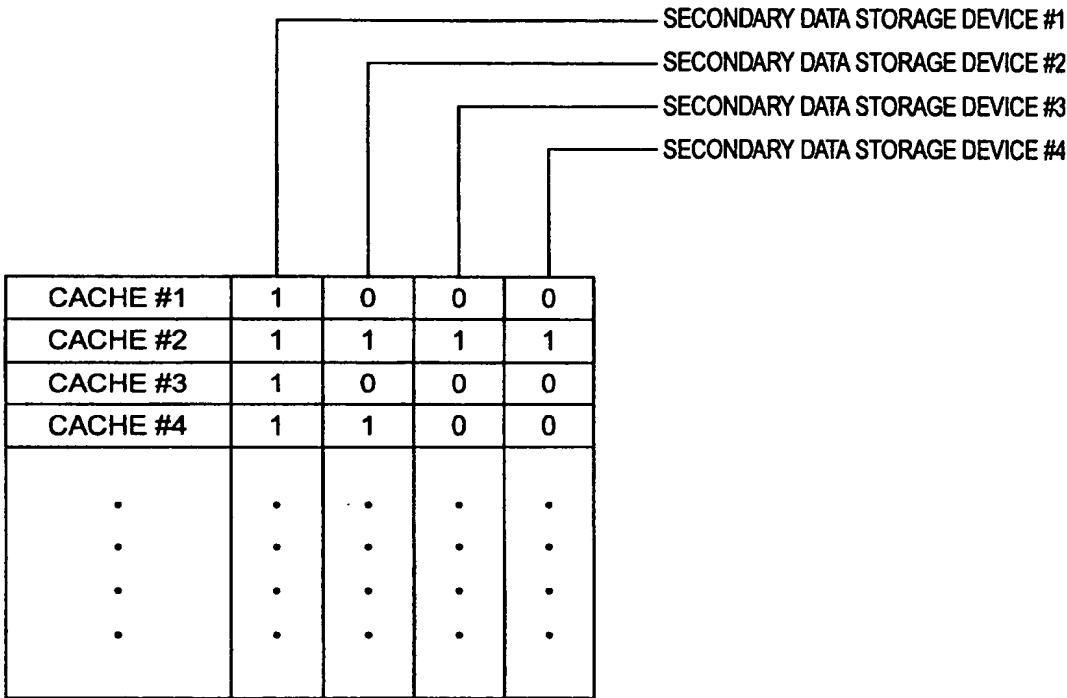 SECONDARY DATA STORAGE DEVICE #1
SECONDARY DATA STORAGE DEVICE #2
SECONDARY DATA STORAGE DEVICE #3
SECONDARY DATA STORAGE DEVICE #4
CACHE #1 1 0 0 0
CACHE #2 1 1 1 1
CACHE #3 1 0 0 0
CACHE #4 1 1 0 0